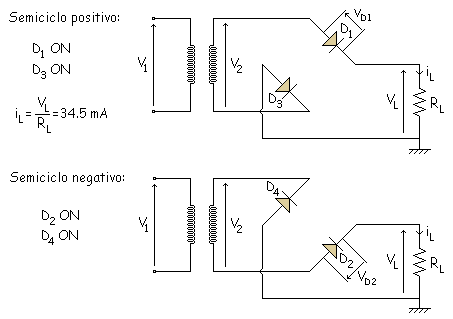 Semiciclo positivo:
D1 ON
D3 ON
iL = VL/RL = 34.5 mA
V1
V2
D1
VD1
D3
VL
iL
RL
Semiciclo negativo:
D2 ON
D4 ON
V1
V2
D4
D2
VD2
VL
iL
RL